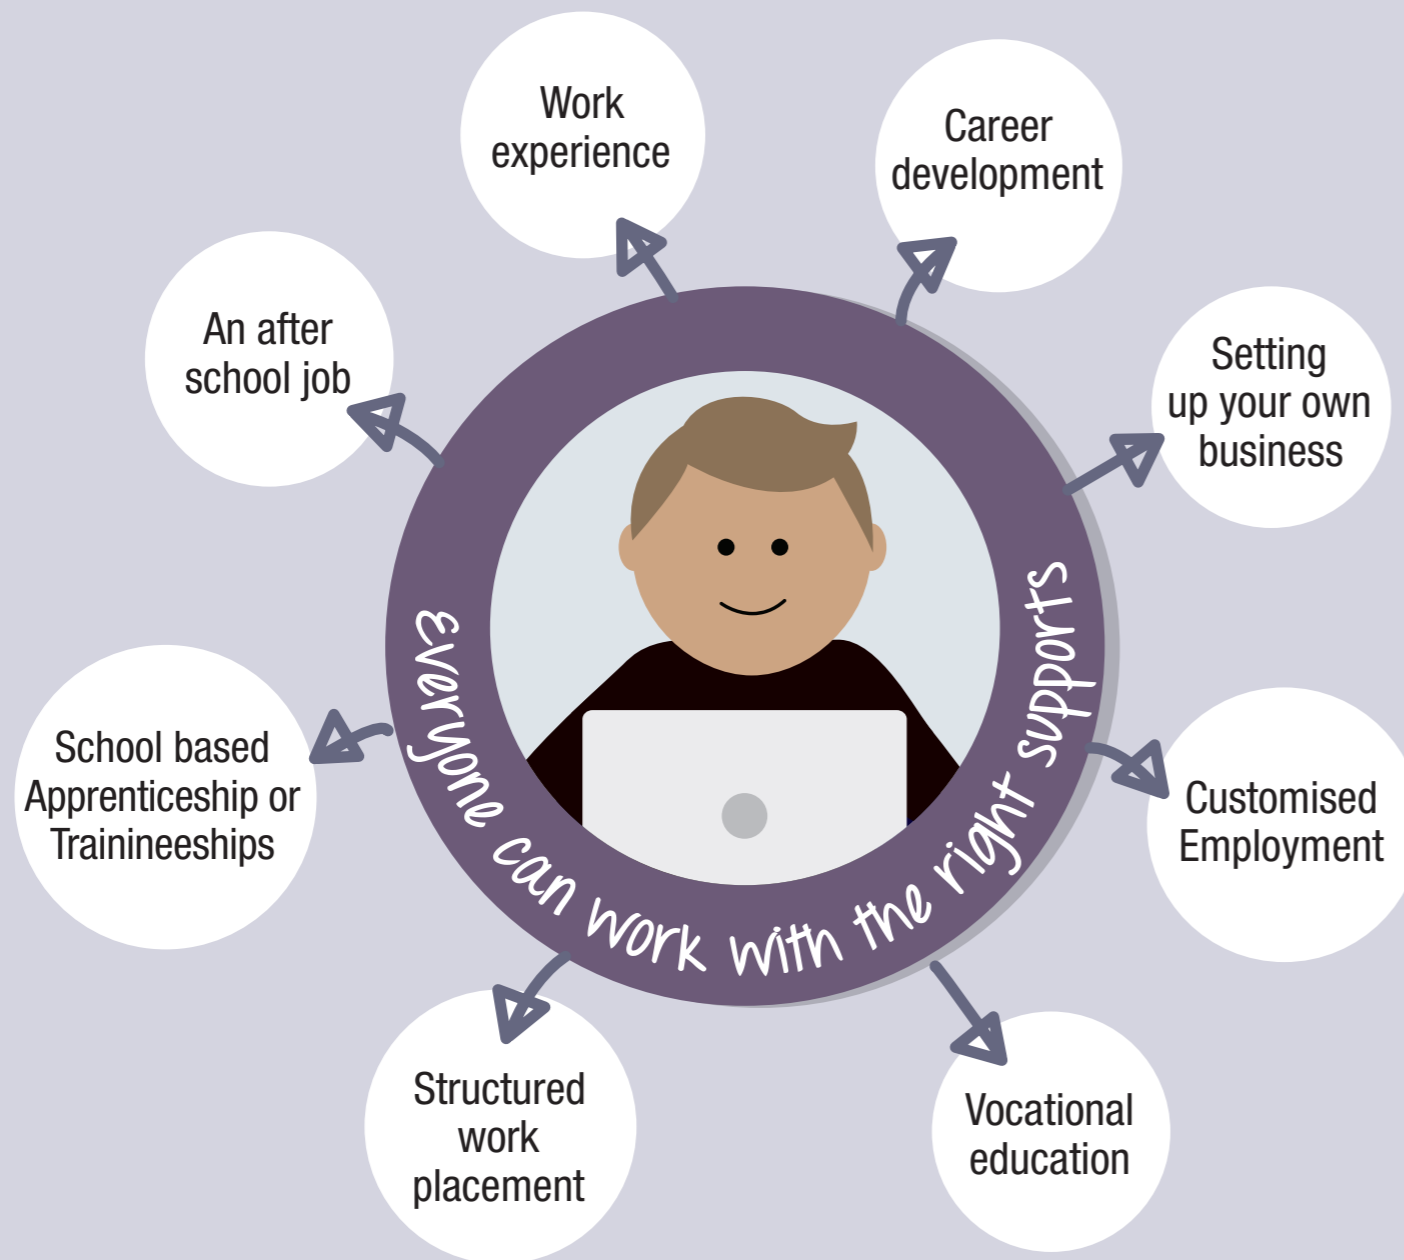 Work
experience
Career
development
An after
school job
Setting
up your own
business
Everyone can work with the right supports
School based
Apprenticeship or
Trainineeships
Customised
Employment
Structured
work
placement
Vocational
education